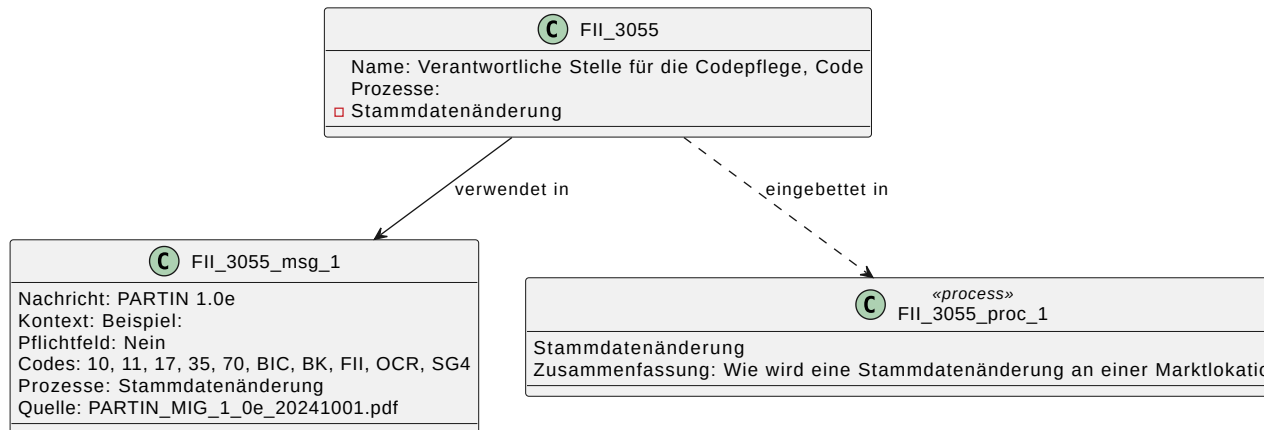 C FII_3055
Name: Verantwortliche Stelle für die Codepflege, Code
Prozesse:
Stammdatenänderung
verwendet in
eingebettet in
C FII_3055_msg_1
Nachricht: PARTIN 1.0e
Kontext: Beispiel:
Pflichtfeld: Nein
Codes: 10, 11, 17, 35, 70, BIC, BK, FII, OCR, SG4
Prozesse: Stammdatenänderung
Quelle: PARTIN_MIG_1_0e_20241001.pdf
C «process»
FII_3055_proc_1
Stammdatenänderung
Zusammenfassung: Wie wird eine Stammdatenänderung an einer